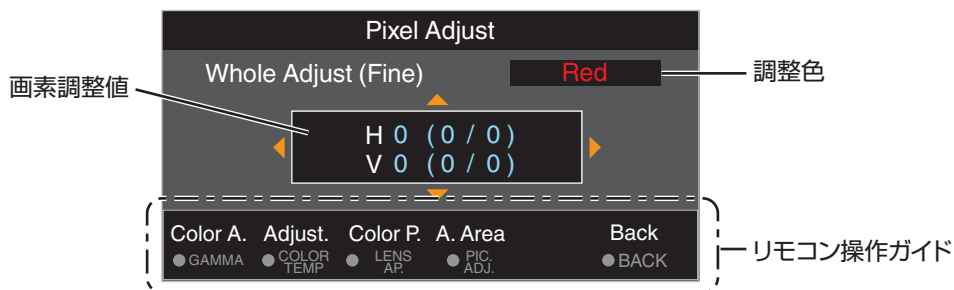 Pixel Adjust
Whole Adjust (Fine) Red
画素調整値
調整色
H 0 (0 / 0)
V 0 (0 / 0)
Color A. Adjust. Color P. A. Area Back
GAMMA COLOR TEMP LENS AP. PIC. ADJ. BACK
リモコン操作ガイド